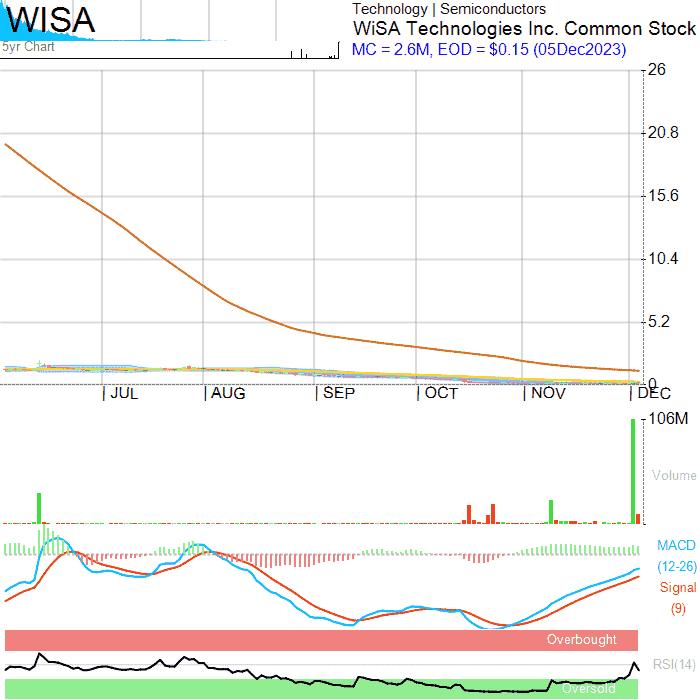 WISA
5yr Chart
Technology | Semiconductors
WiSA Technologies Inc. Common Stock
MC = 2.6M, EOD = $0.15 (05Dec2023)
26
20.8
15.6
10.4
5.2
0
JUL
AUG
SEP
OCT
NOV
DEC
106M
Volume
MACD
(12-26)
Signal
(9)
Overbought
RSI(14)
Oversold